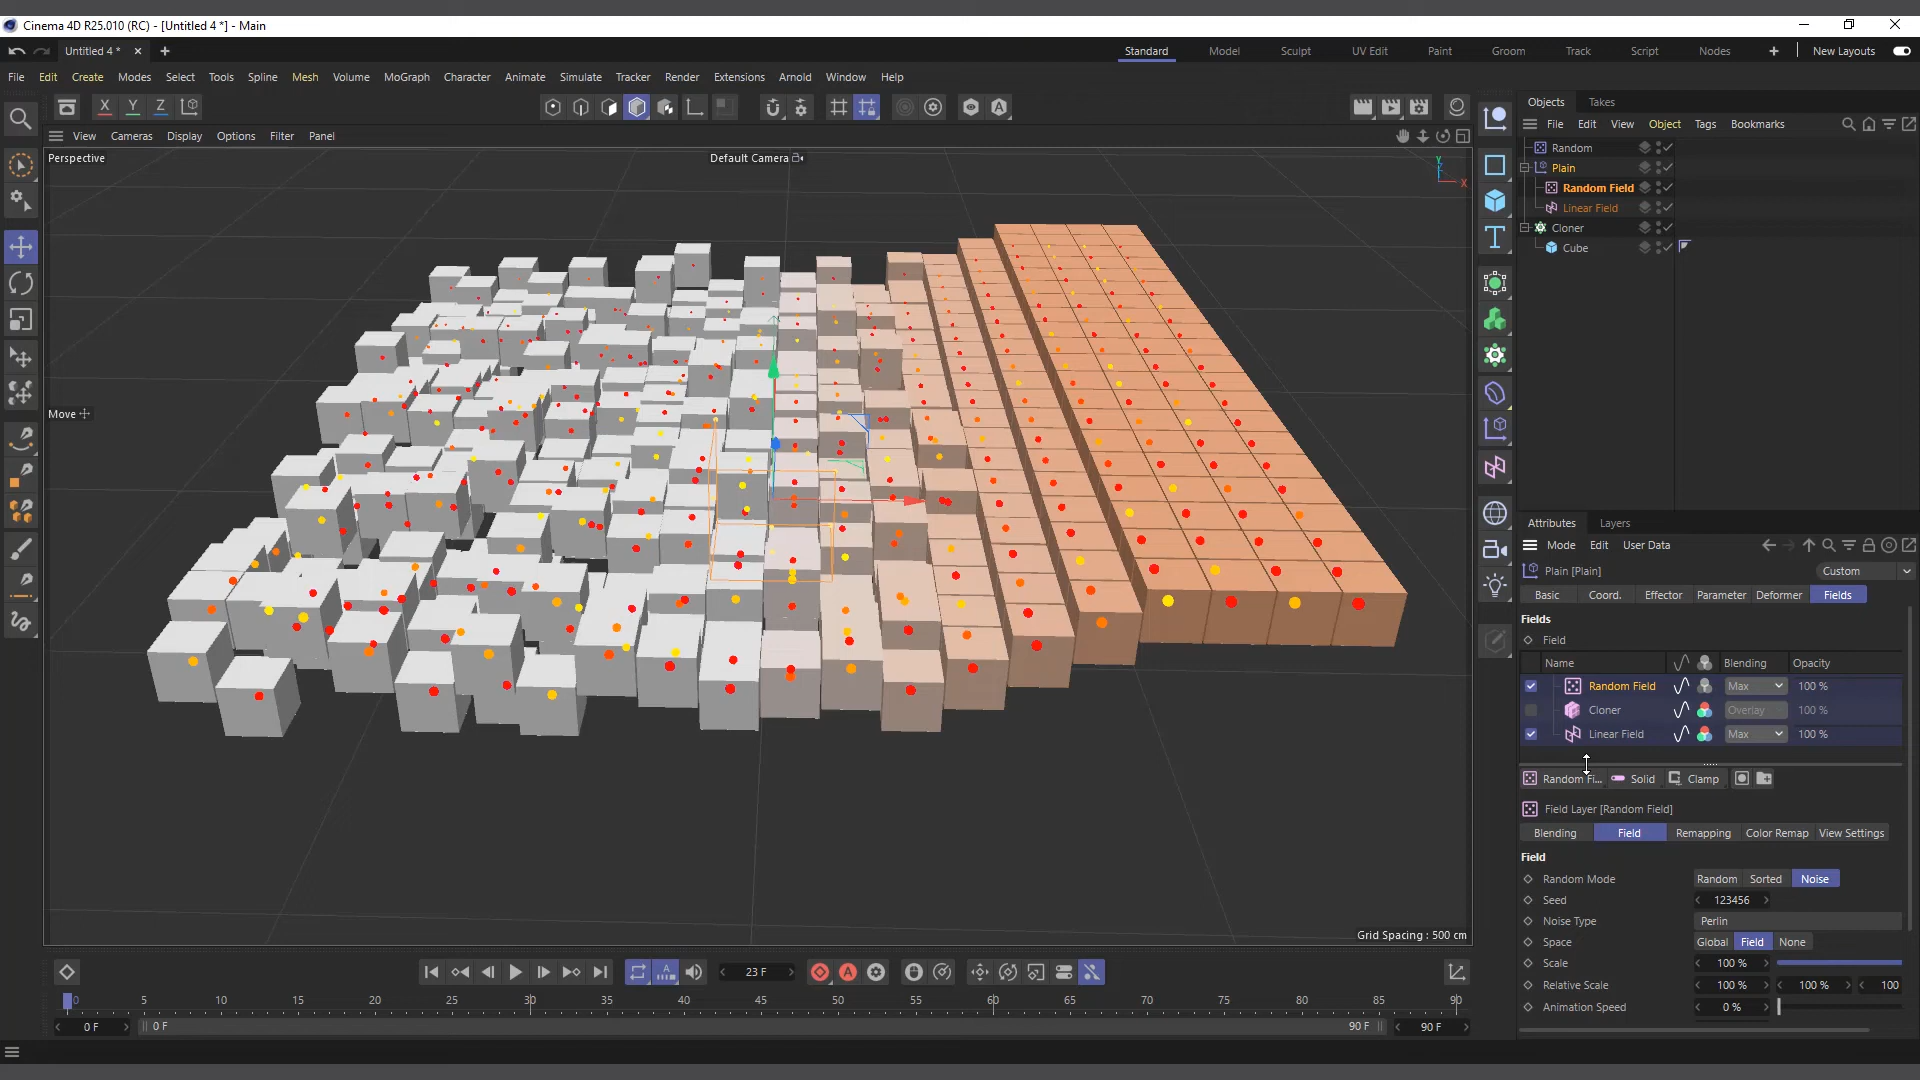 Cinema 4D R25.010 (RC) - [Untitled 4 *] - Main
Untitled 4 *
Standard Model Sculpt UV Edit Paint Groom Track Script Nodes New Layouts
File Edit Create Modes Select Tools Spline Mesh Volume MoGraph Character Animate Simulate Tracker Render Extensions Arnold Window Help
X Y Z
Objects Takes
File Edit View Object Tags Bookmarks
View Cameras Display Options Filter Panel
Perspective
Default Camera
Y
X
Random
Plain
Random Field
Linear Field
Cloner
Cube
Move
Attributes Layers
Mode Edit User Data
Plain [Plain]
Custom
Basic Coord. Effector Parameter Deformer Fields
Fields
Field
Name Blending Opacity
Random Field Max 100 %
Cloner Overlay 100 %
Linear Field Max 100 %
Random Fi... Solid Clamp
Field Layer [Random Field]
Blending Field Remapping Color Remap View Settings
Field
Random Mode Random Sorted Noise
Seed 123456
Noise Type Perlin
Space Global Field None
Scale 100 %
Relative Scale 100 % 100 % 100
Animation Speed 0 %
Grid Spacing : 500 cm
23 F
0 5 10 15 20 25 30 35 40 45 50 55 60 65 70 75 80 85 90
0 F 0 F 90 F 90 F